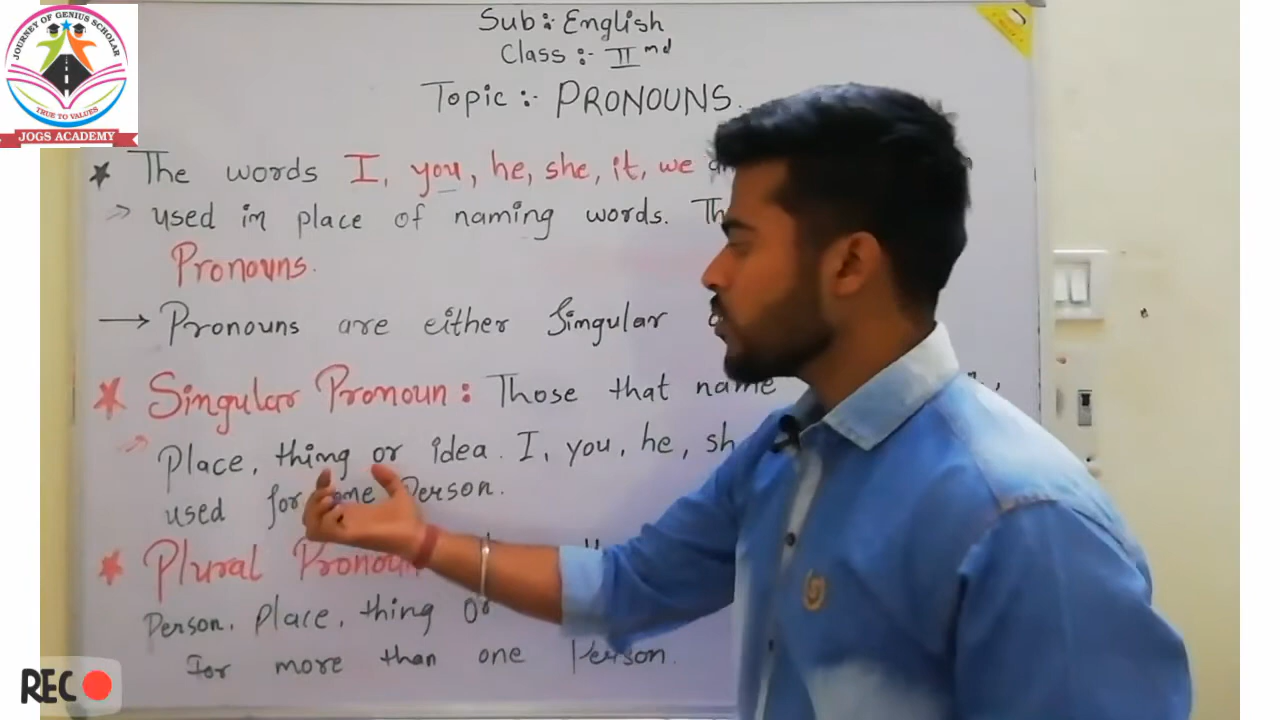 JOURNEY OF GENIUS SCHOLAR
TRUE TO VALUES
JOGS ACADEMY
Sub:- English
Class:- IInd
Topic:- PRONOUNS.
The words I, you, he, she, it, we
used in place of naming words.
Pronouns.
Pronouns are either Singular
Singular Pronoun: Those that name
Place, thing or idea. I, you, he,
used for one Person.
Plural Pronoun
Person, Place, thing or
For more than one Person.
REC